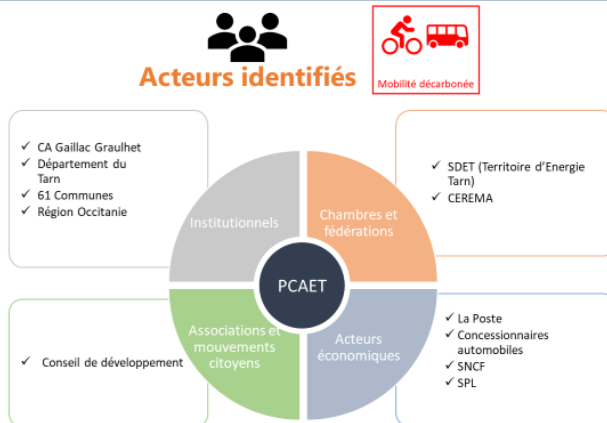 Acteurs identifiés
Mobilité décarbonée
✓ CA Gaillac Graulhet
✓ Département du
Tarn
✓ 61 Communes
✓ Région Occitanie
Institutionnels
Chambres et
fédérations
✓ SDET (Territoire d’Energie
Tarn)
✓ CEREMA
PCAET
✓ Conseil de développement
Associations et
mouvements
citoyens
Acteurs
économiques
✓ La Poste
✓ Concessionnaires
automobiles
✓ SNCF
✓ SPL